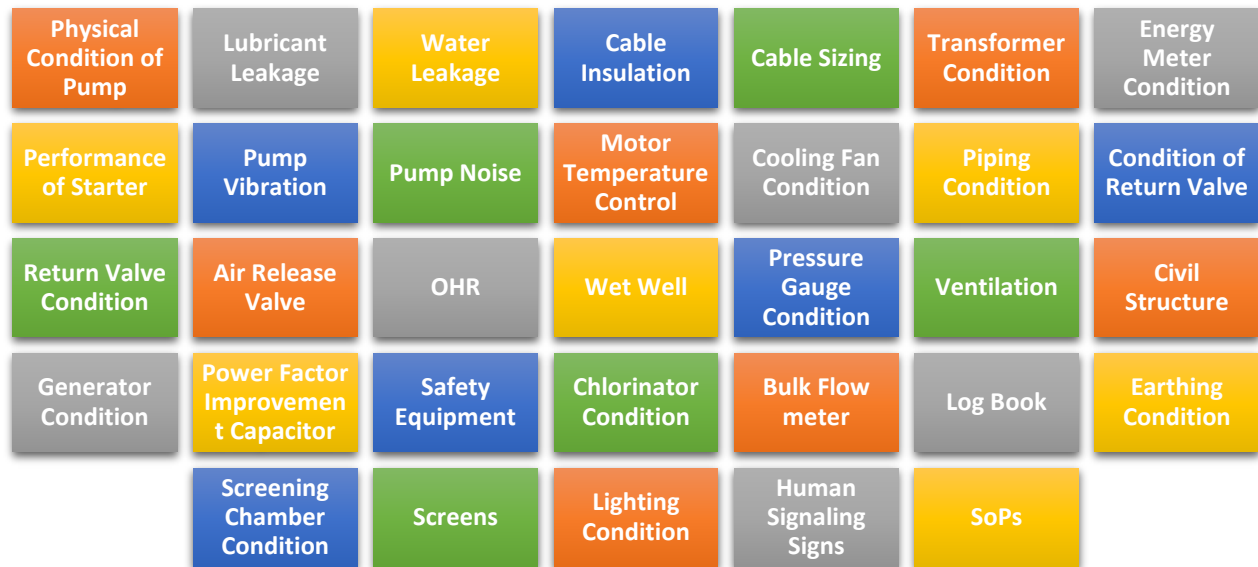 Physical
Condition of
Pump
Lubricant
Leakage
Water
Leakage
Cable
Insulation
Cable Sizing
Transformer
Condition
Energy
Meter
Condition
Performance
of Starter
Pump
Vibration
Pump Noise
Motor
Temperature
Control
Cooling Fan
Condition
Piping
Condition
Condition of
Return Valve
Return Valve
Condition
Air Release
Valve
OHR
Wet Well
Pressure
Gauge
Condition
Ventilation
Civil
Structure
Generator
Condition
Power Factor
Improvemen
t Capacitor
Safety
Equipment
Chlorinator
Condition
Bulk Flow
meter
Log Book
Earthing
Condition
Screening
Chamber
Condition
Screens
Lighting
Condition
Human
Signaling
Signs
SoPs